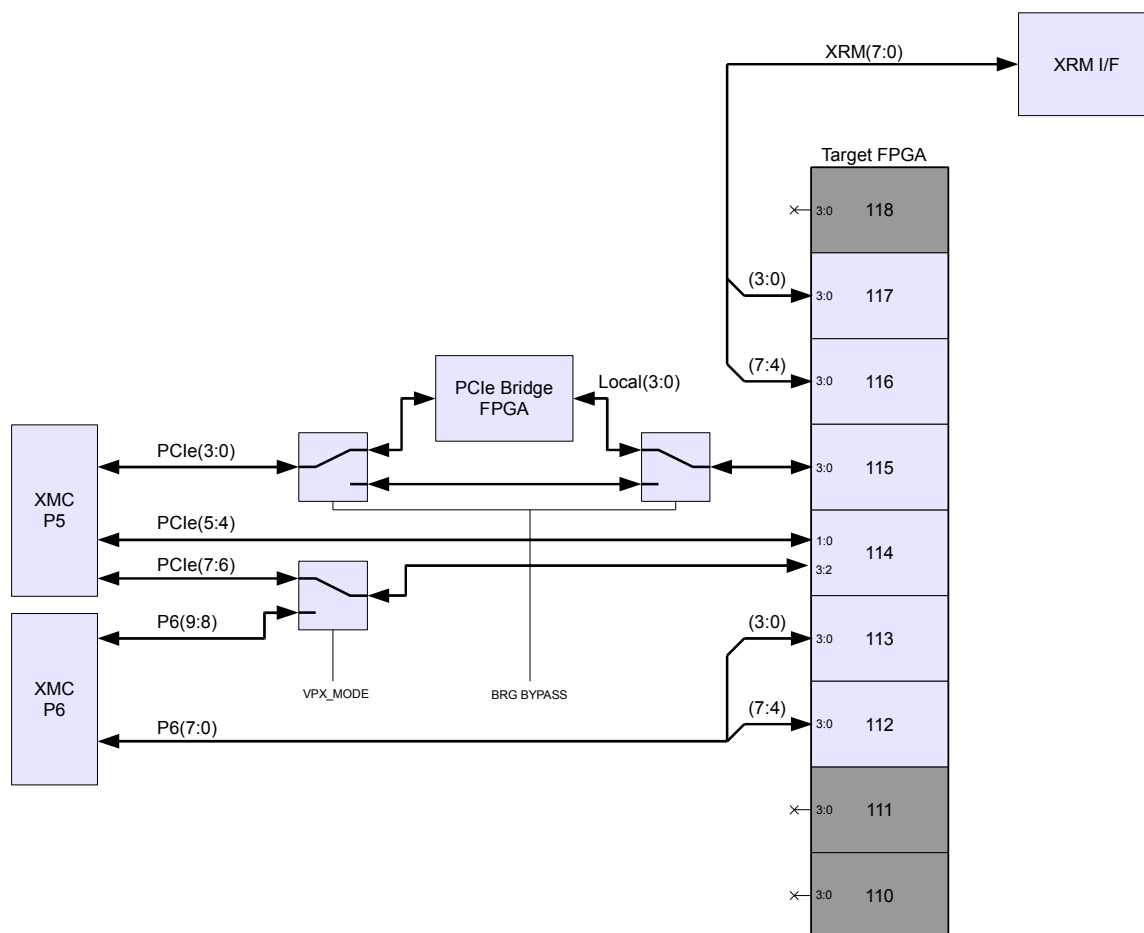 XRM(7:0)
XRM I/F
Target FPGA
3:0
118
(3:0)
3:0
117
(7:4)
3:0
116
PCIe Bridge
FPGA
Local(3:0)
PCIe(3:0)
3:0
115
XMC
P5
PCIe(5:4)
1:0
114
3:2
PCIe(7:6)
P6(9:8)
(3:0)
3:0
113
XMC
P6
VPX_MODE
BRG BYPASS
P6(7:0)
(7:4)
3:0
112
3:0
111
3:0
110